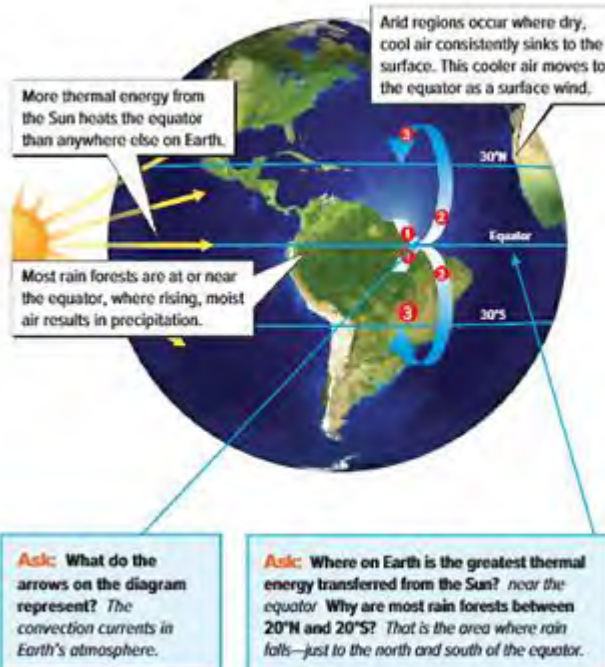 Arid regions occur where dry,
cool air consistently sinks to the
surface. This cooler air moves to
the equator as a surface wind.
More thermal energy from
the Sun heats the equator
than anywhere else on Earth.
3
30°N
2
1
Equator
1
2
Most rain forests are at or near
the equator, where rising, moist
air results in precipitation.
3
30°S
Ask: What do the
arrows on the diagram
represent? The
convection currents in
Earth's atmosphere.
Ask: Where on Earth is the greatest thermal
energy transferred from the Sun? near the
equator Why are most rain forests between
20°N and 20°S? That is the area where rain
falls—just to the north and south of the equator.